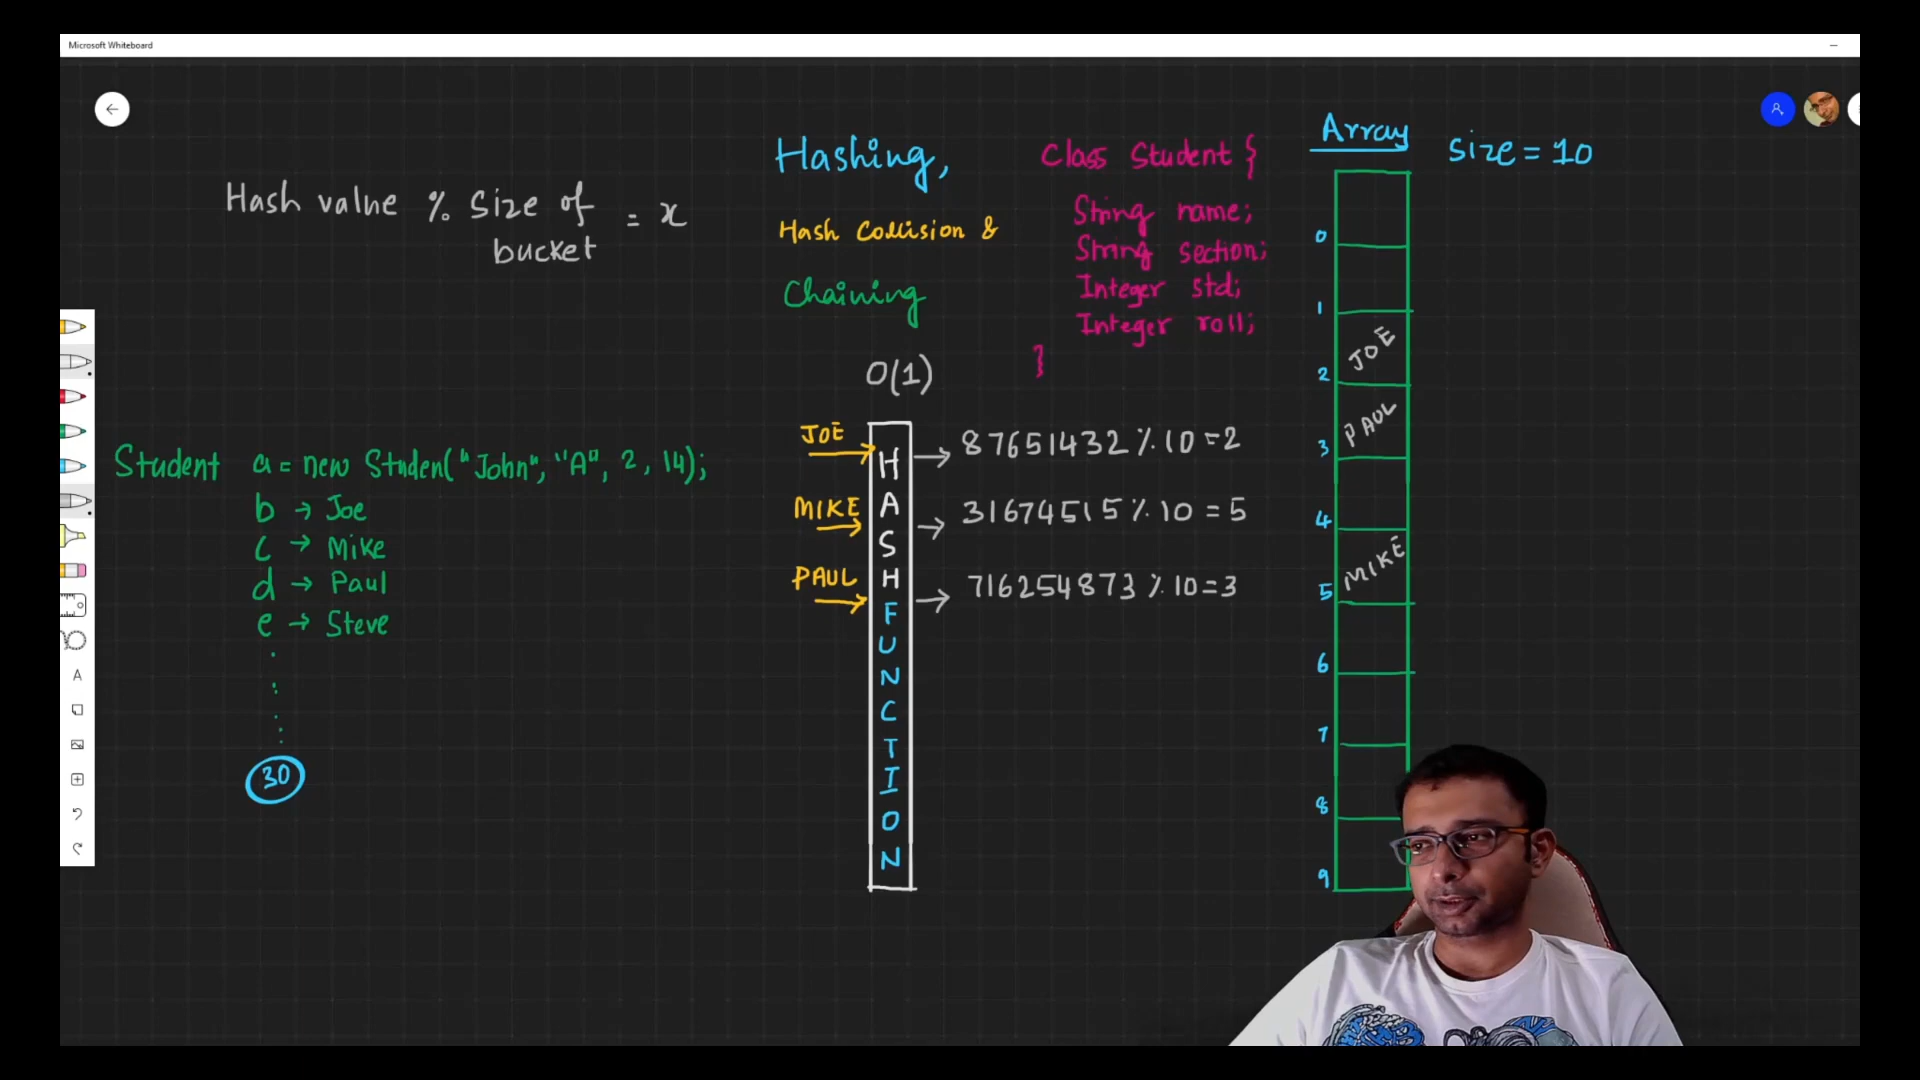 Microsoft Whiteboard
Hash value % Size of bucket = x
Hashing,
Hash Collision &
Chaining
Class Student {
String name;
String section;
Integer std;
Integer roll;
}
Array
Size = 10
O(1)
Student a = new Studen("John", "A", 2, 14);
b → Joe
c → Mike
d → Paul
e → Steve
30
JOE → 87651432 % 10 = 2
MIKE → 31674515 % 10 = 5
PAUL → 716254873 % 10 = 3
HASH FUNCTION
0
1
2 JOE
3 PAUL
4
5 MIKE
6
7
8
9
A